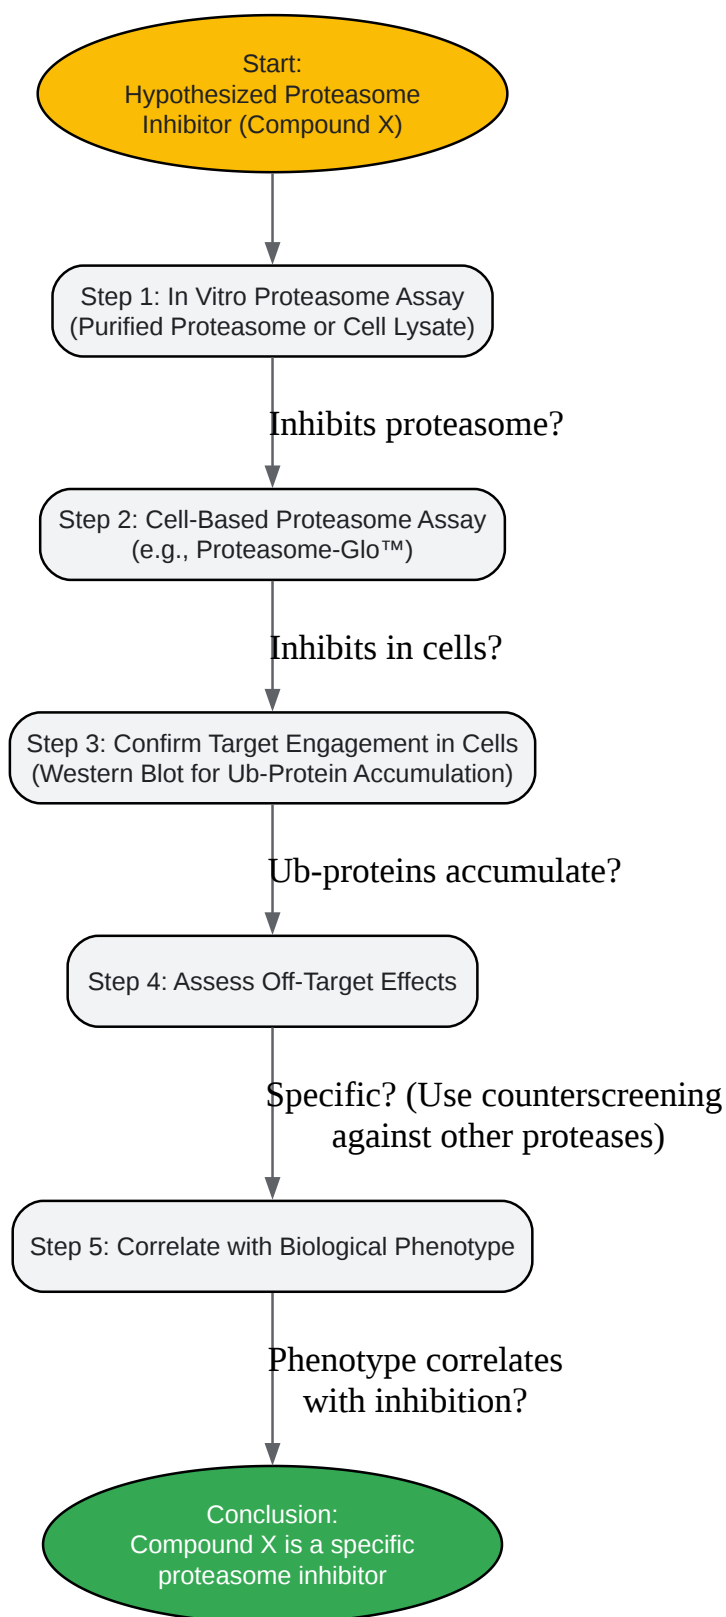 Start:
Hypothesized Proteasome
Inhibitor (Compound X)
Step 1: In Vitro Proteasome Assay
(Purified Proteasome or Cell Lysate)
Inhibits proteasome?
Step 2: Cell-Based Proteasome Assay
(e.g., Proteasome-Glo™)
Inhibits in cells?
Step 3: Confirm Target Engagement in Cells
(Western Blot for Ub-Protein Accumulation)
Ub-proteins accumulate?
Step 4: Assess Off-Target Effects
Specific? (Use counterscreening
against other proteases)
Step 5: Correlate with Biological Phenotype
Phenotype correlates
with inhibition?
Conclusion:
Compound X is a specific
proteasome inhibitor